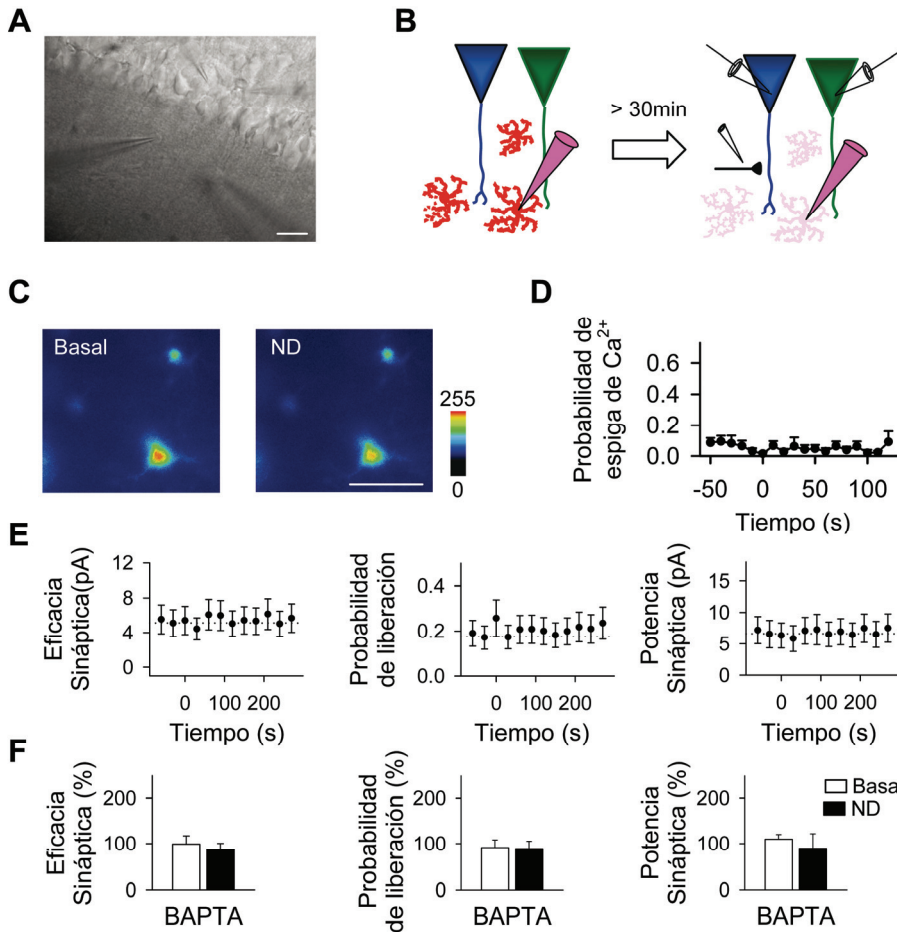 A
B
> 30min
C
Basal
ND
255
0
D
Probabilidad de
espiga de Ca2+
0.6
0.4
0.2
0.0
-50
0
50
100
Tiempo (s)
E
Eficacia
Sináptica(pA)
12
8
4
0
0
100
200
Tiempo (s)
Probabilidad
de liberación
0.4
0.2
0.0
0
100
200
Tiempo (s)
Potencia
Sináptica (pA)
15
10
5
0
0
100
200
Tiempo (s)
F
Eficacia
Sináptica (%)
200
100
0
BAPTA
Probabilidad
de liberación (%)
200
100
0
BAPTA
Potencia
Sináptica (%)
200
100
0
BAPTA
Basa
ND